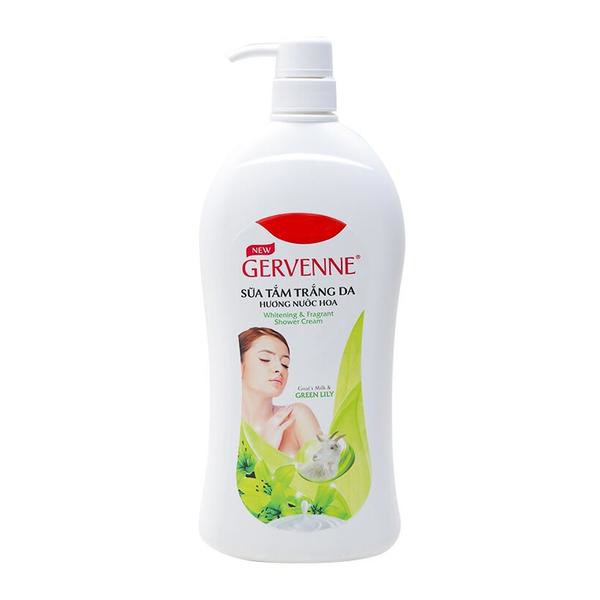 NEW
GERVENNE®
SỮA TẮM TRẮNG DA
HƯƠNG NƯỚC HOA
Whitening & Fragrant
Shower Cream
Goat's Milk &
GREEN LILY